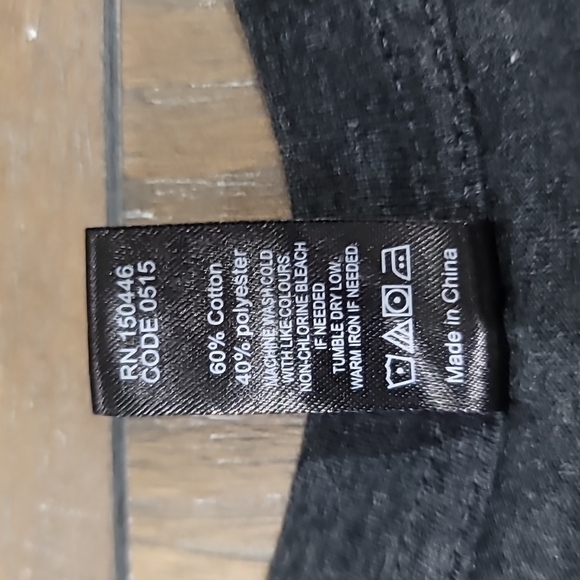 RN 150446
CODE 0515
60% Cotton
40% polyester
MACHINE WASH COLD
WITH LIKE COLOURS.
NON-CHLORINE BLEACH
IF NEEDED
TUMBLE DRY LOW.
WARM IRON IF NEEDED.
Made in China